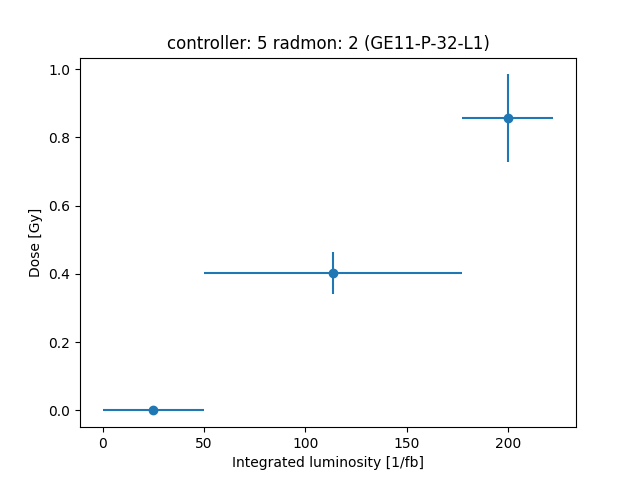 controller: 5 radmon: 2 (GE11-P-32-L1)
1.0
0.8
0.6
0.4
0.2
0.0
Dose [Gy]
0 50 100 150 200
Integrated luminosity [1/fb]